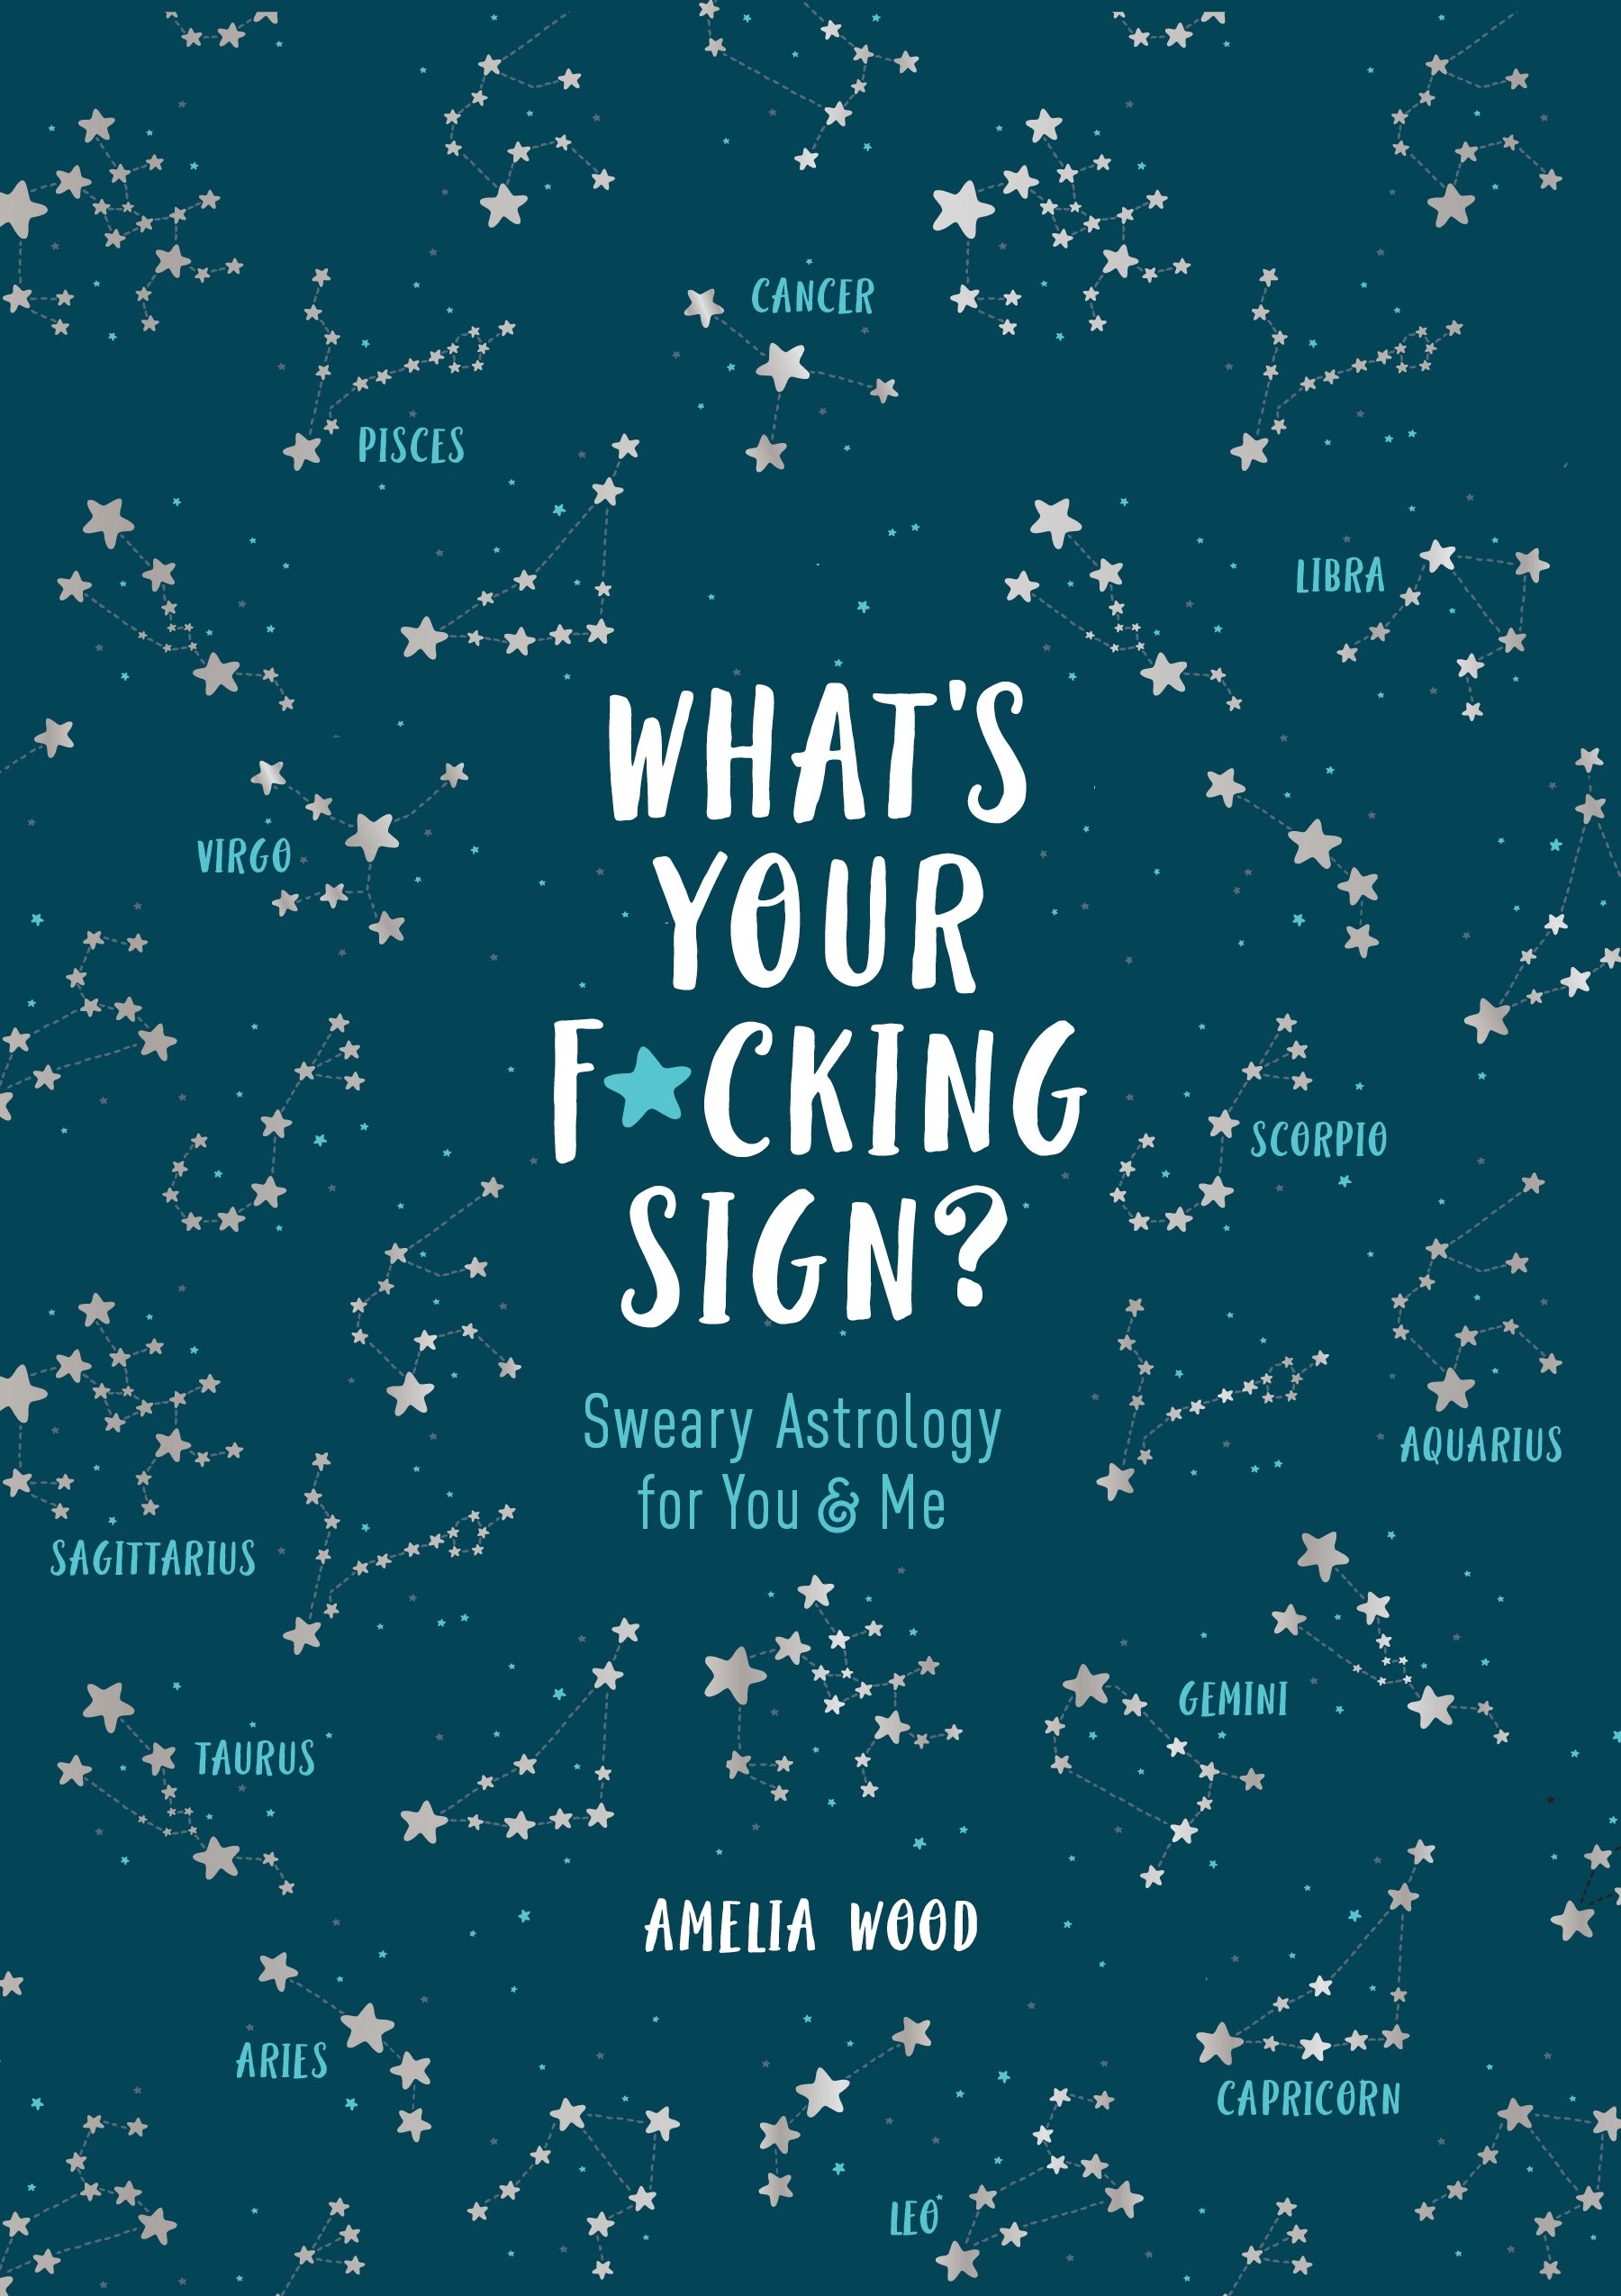 CANCER
PISCES
LIBRA
WHAT'S
YOUR
VIRGO
F★CKING
SCORPIO
SIGN?
Sweary Astrology
AQUARIUS
for You & Me
SAGITTARIUS
GEMINI
TAURUS
AMELIA WOOD
ARIES
CAPRICORN
LEO